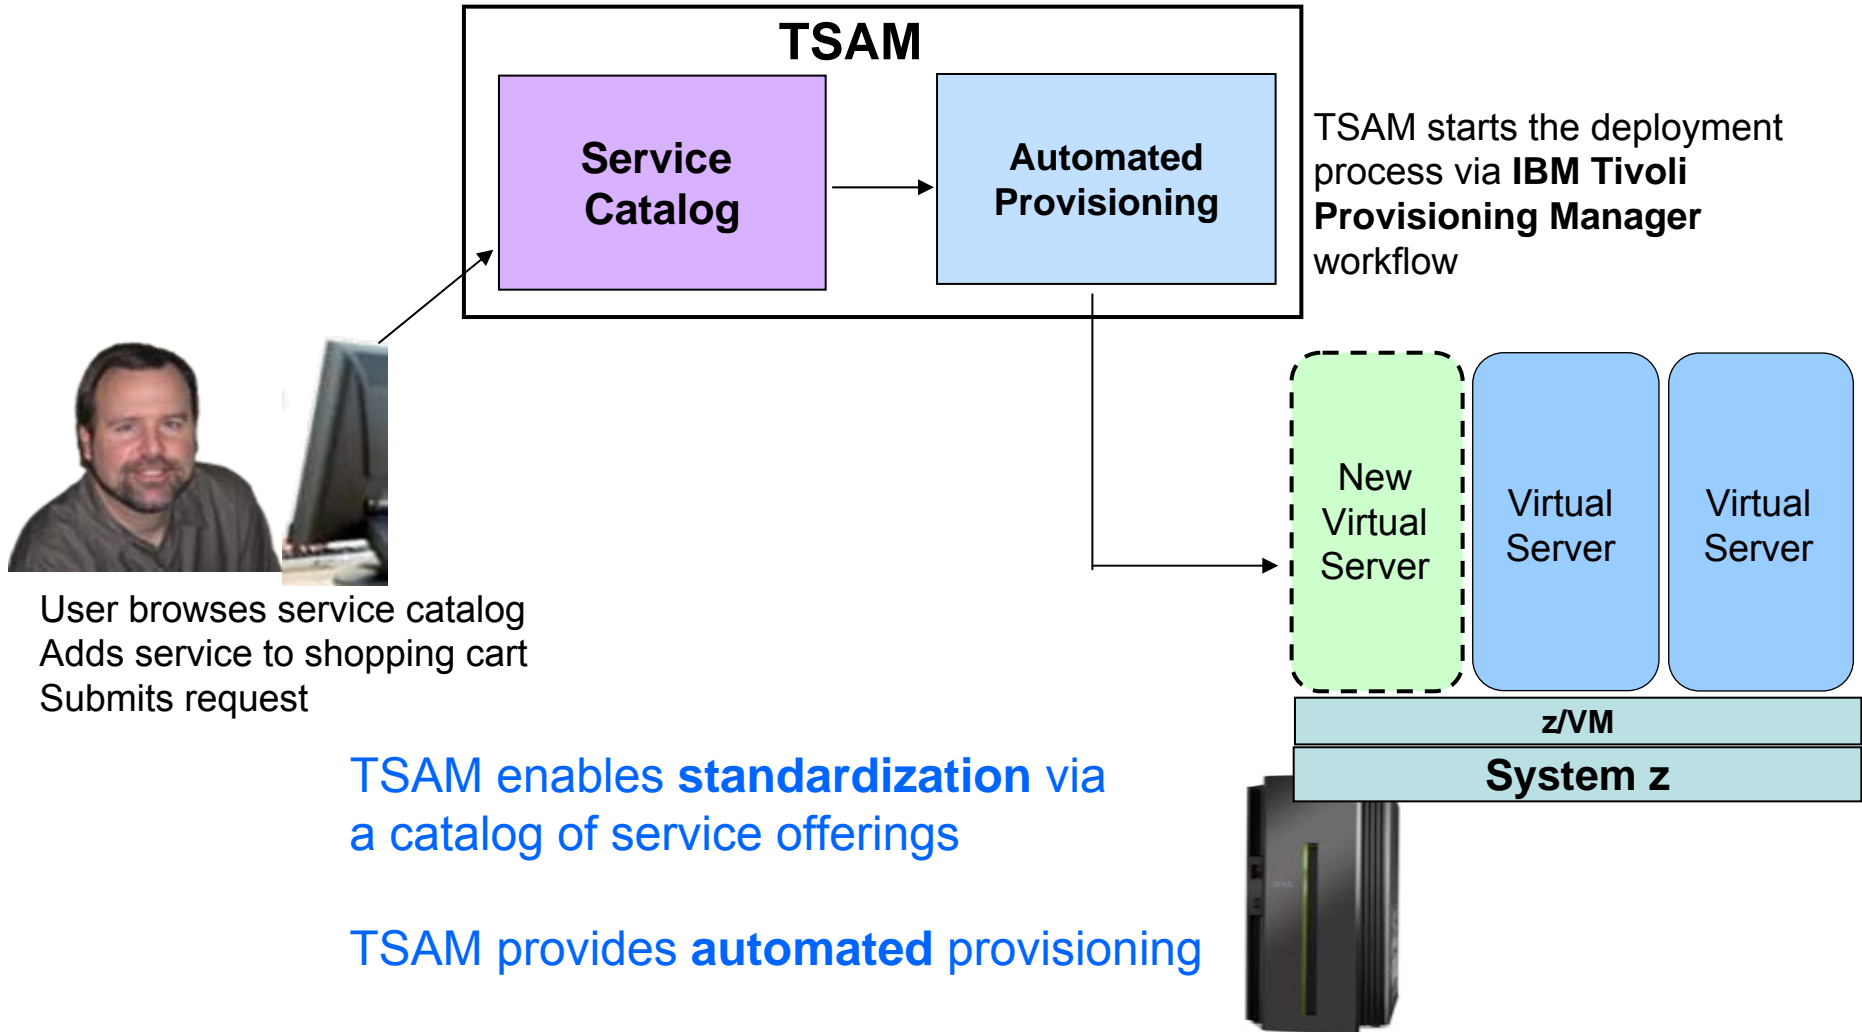 TSAM
Service
Catalog
Automated
Provisioning
TSAM starts the deployment
process via IBM Tivoli
Provisioning Manager
workflow
New
Virtual
Server
Virtual
Server
Virtual
Server
z/VM
System z
User browses service catalog
Adds service to shopping cart
Submits request
TSAM enables standardization via
a catalog of service offerings
TSAM provides automated provisioning